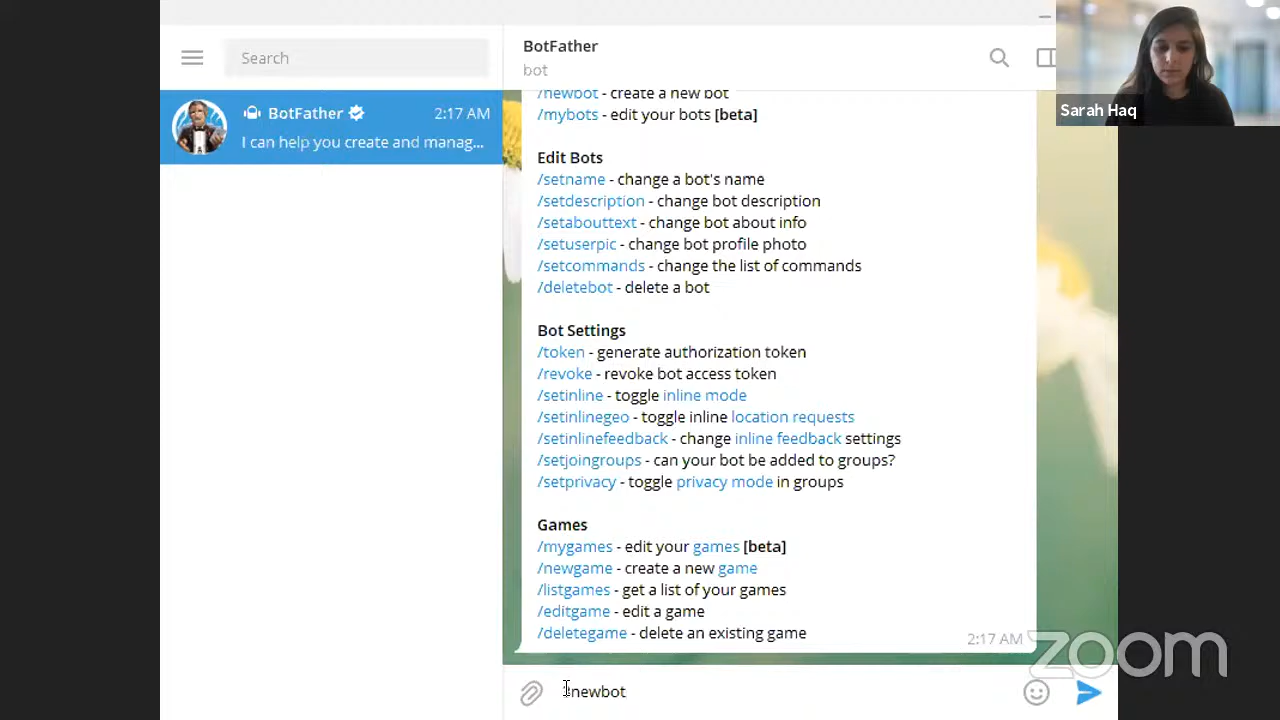 Search
BotFather
2:17 AM
I can help you create and manag...
BotFather
bot
/newbot - create a new bot
/mybots - edit your bots [beta]
Edit Bots
/setname - change a bot's name
/setdescription - change bot description
/setabouttext - change bot about info
/setuserpic - change bot profile photo
/setcommands - change the list of commands
/deletebot - delete a bot
Bot Settings
/token - generate authorization token
/revoke - revoke bot access token
/setinline - toggle inline mode
/setinlinegeo - toggle inline location requests
/setinlinefeedback - change inline feedback settings
/setjoingroups - can your bot be added to groups?
/setprivacy - toggle privacy mode in groups
Games
/mygames - edit your games [beta]
/newgame - create a new game
/listgames - get a list of your games
/editgame - edit a game
/deletegame - delete an existing game
2:17 AM
/newbot
Sarah Haq
zoom